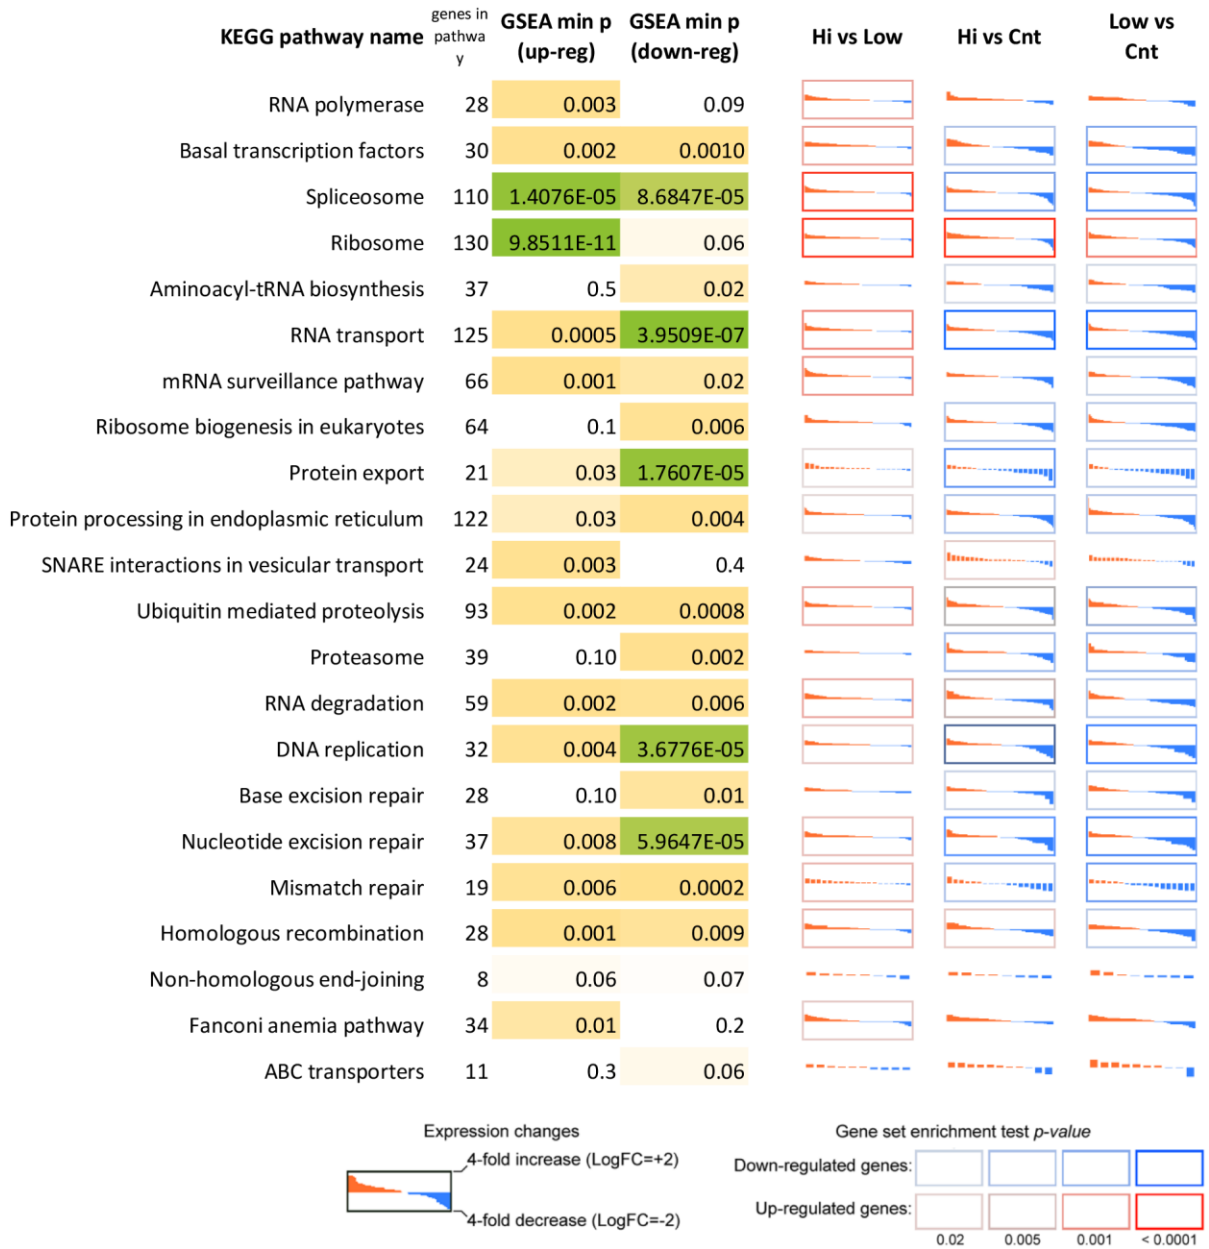 KEGG pathway name genes in pathwa y GSEA min p (up-reg) GSEA min p (down-reg) Hi vs Low Hi vs Cnt Low vs Cnt
RNA polymerase 28 0.003 0.09
Basal transcription factors 30 0.002 0.0010
Spliceosome 110 1.4076E-05 8.6847E-05
Ribosome 130 9.8511E-11 0.06
Aminoacyl-tRNA biosynthesis 37 0.5 0.02
RNA transport 125 0.0005 3.9509E-07
mRNA surveillance pathway 66 0.001 0.02
Ribosome biogenesis in eukaryotes 64 0.1 0.006
Protein export 21 0.03 1.7607E-05
Protein processing in endoplasmic reticulum 122 0.03 0.004
SNARE interactions in vesicular transport 24 0.003 0.4
Ubiquitin mediated proteolysis 93 0.002 0.0008
Proteasome 39 0.10 0.002
RNA degradation 59 0.002 0.006
DNA replication 32 0.004 3.6776E-05
Base excision repair 28 0.10 0.01
Nucleotide excision repair 37 0.008 5.9647E-05
Mismatch repair 19 0.006 0.0002
Homologous recombination 28 0.001 0.009
Non-homologous end-joining 8 0.06 0.07
Fanconi anemia pathway 34 0.01 0.2
ABC transporters 11 0.3 0.06
Expression changes
4-fold increase (LogFC=+2)
4-fold decrease (LogFC=-2)
Gene set enrichment test p-value
Down-regulated genes:
Up-regulated genes:
0.02 0.005 0.001 < 0.0001